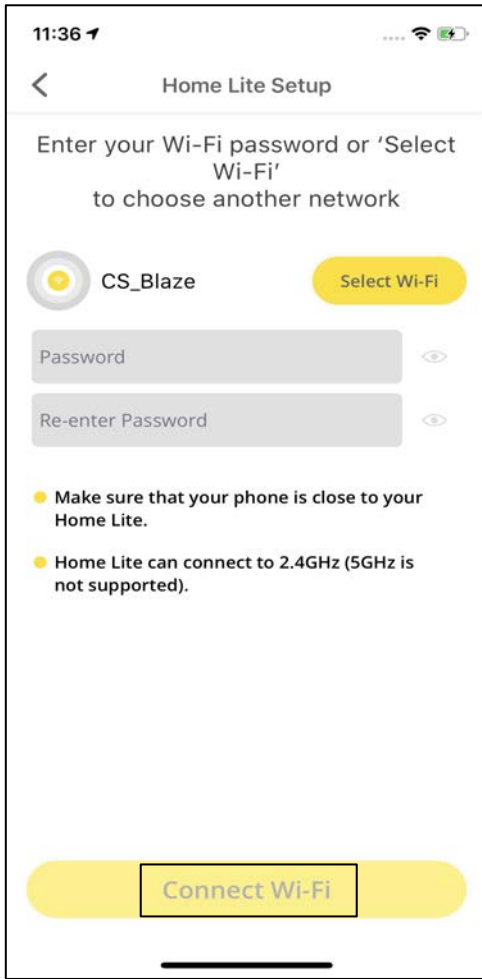 11:36
Home Lite Setup
Enter your Wi-Fi password or ‘Select
Wi-Fi’
to choose another network
CS_Blaze
Select Wi-Fi
Password
Re-enter Password
Make sure that your phone is close to your
Home Lite.
Home Lite can connect to 2.4GHz (5GHz is
not supported).
Connect Wi-Fi